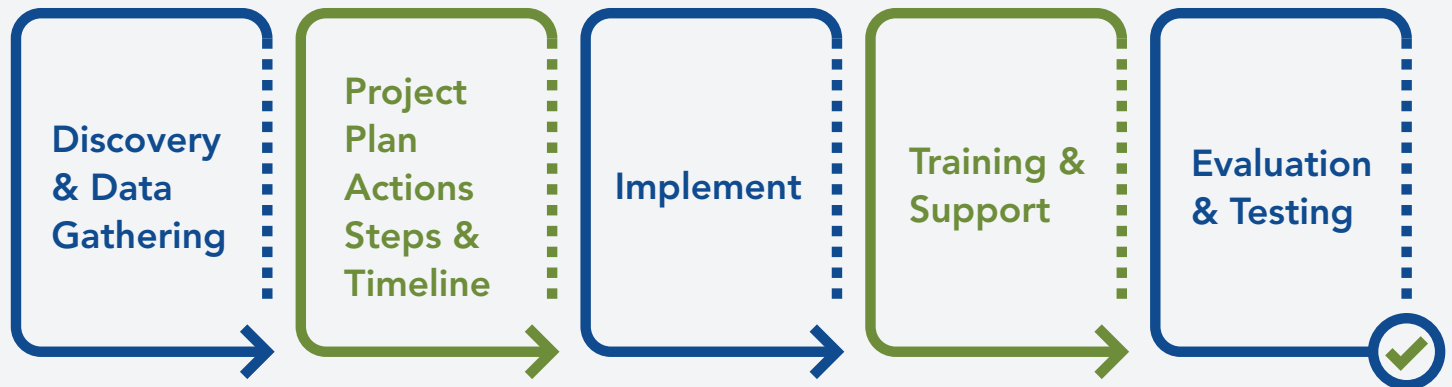 Discovery
& Data
Gathering
Project
Plan
Actions
Steps &
Timeline
Implement
Training &
Support
Evaluation
& Testing